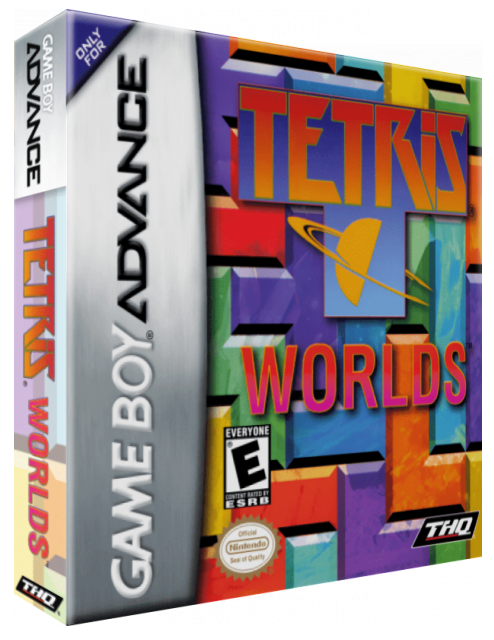 GAME BOY
ADVANCE
TETRIS
WORLDS
THQ
ONLY
FOR
GAME BOY ADVANCE
TETRIS
WORLDS
EVERYONE
E
CONTENT RATED BY
ESRB
Official
Nintendo
Seal of Quality
THQ